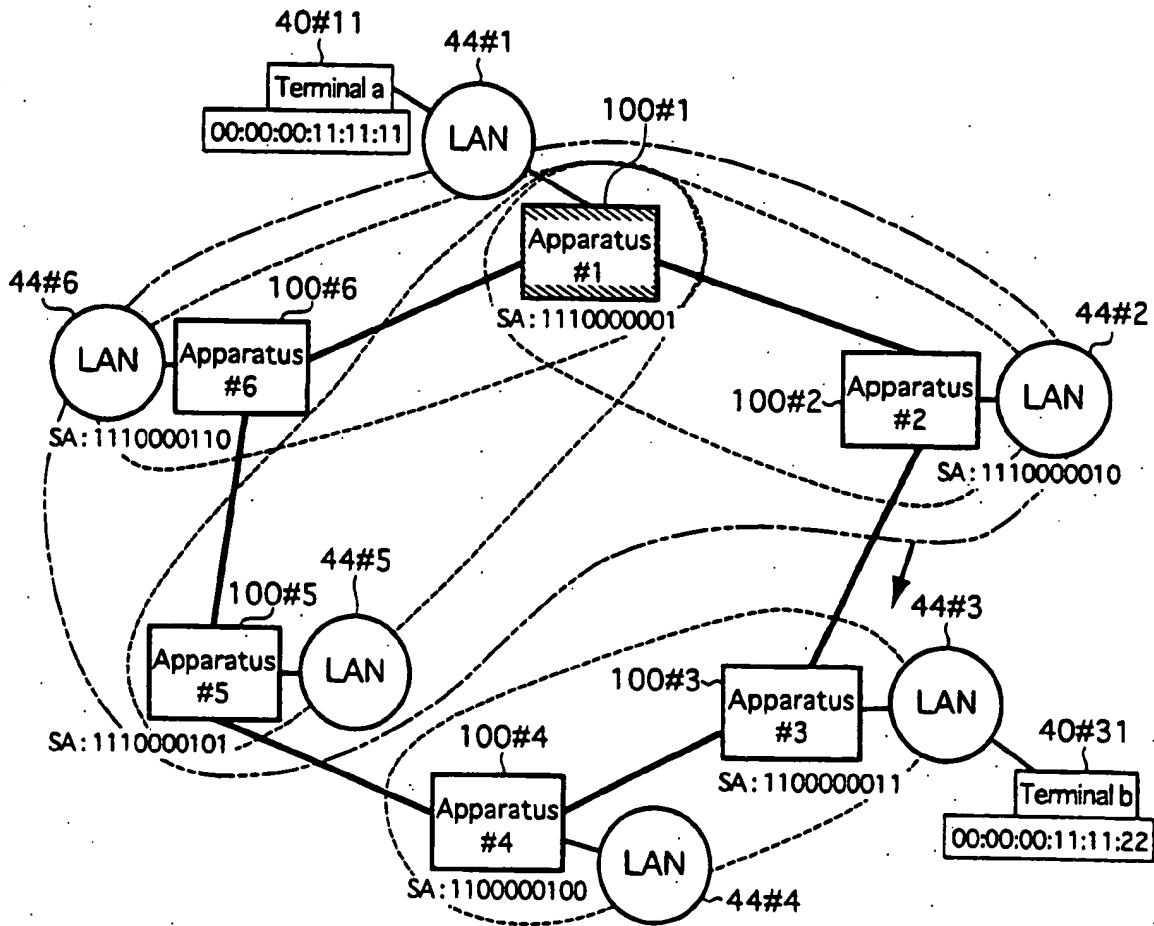 40#11
44#1
Terminal a
00:00:00:11:11:11
LAN
100#1
Apparatus
#1
SA:1110000001
44#6
100#6
LAN
Apparatus
#6
SA:1110000110
44#2
100#2
Apparatus
#2
LAN
SA:1110000010
44#5
100#5
Apparatus
#5
LAN
SA:1110000101
44#3
100#3
Apparatus
#3
LAN
SA:1100000011
40#31
Terminal b
00:00:00:11:11:22
100#4
Apparatus
#4
LAN
SA:1100000100
44#4